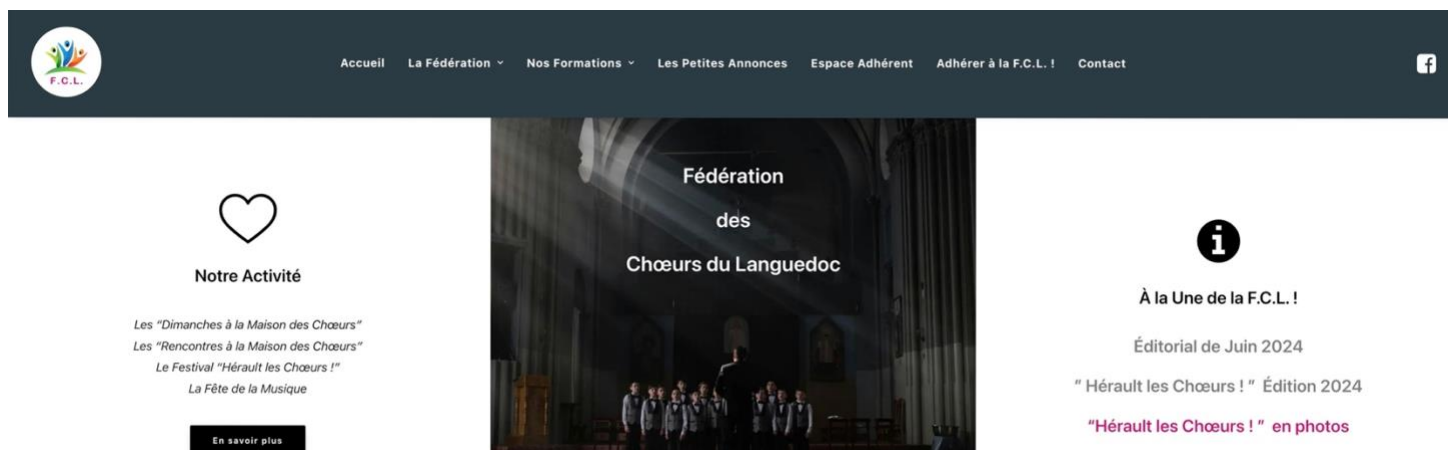 F.C.L.
Accueil
La Fédération
Nos Formations
Les Petites Annonces
Espace Adhérent
Adhérer à la F.C.L. !
Contact
Notre Activité
Les "Dimanches à la Maison des Chœurs"
Les "Rencontres à la Maison des Chœurs"
Le Festival "Hérault les Chœurs !"
La Fête de la Musique
En savoir plus
Fédération
des
Chœurs du Languedoc
À la Une de la F.C.L. !
Éditorial de Juin 2024
" Hérault les Chœurs ! " Édition 2024
"Hérault les Chœurs ! " en photos